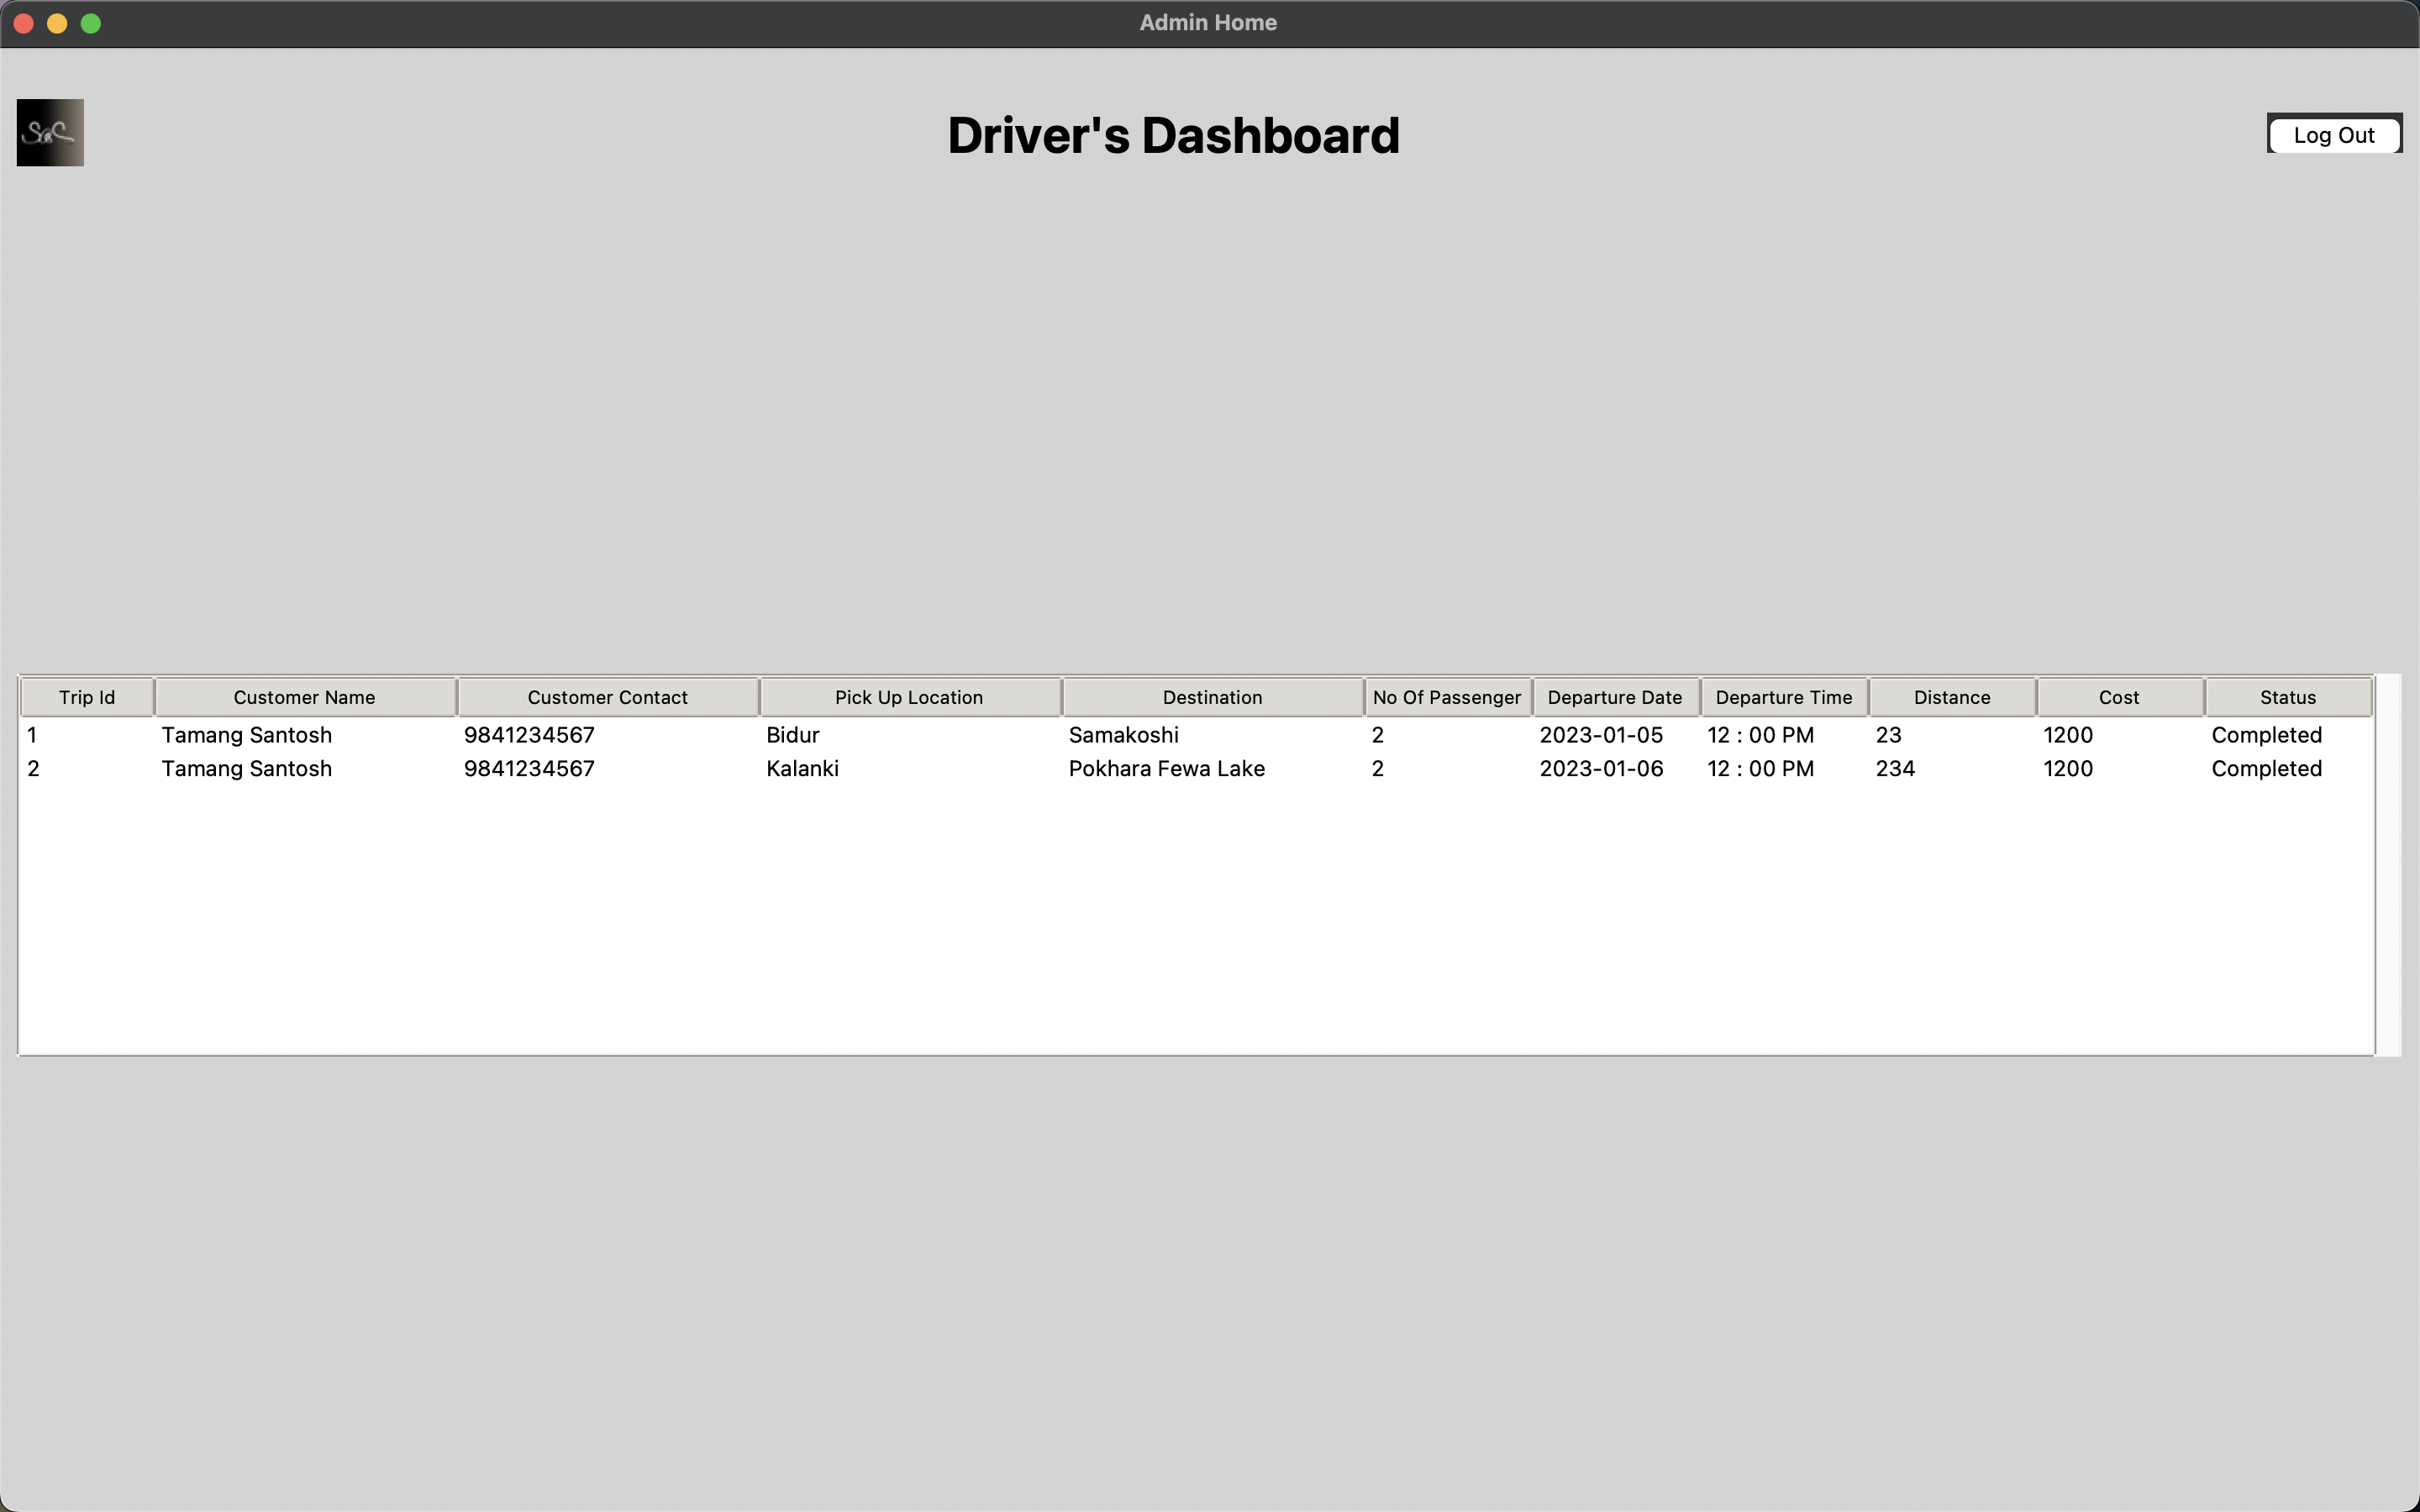 Admin Home
Driver's Dashboard
Log Out
Trip Id Customer Name Customer Contact Pick Up Location Destination No Of Passenger Departure Date Departure Time Distance Cost Status
1 Tamang Santosh 9841234567 Bidur Samakoshi 2 2023-01-05 12 : 00 PM 23 1200 Completed
2 Tamang Santosh 9841234567 Kalanki Pokhara Fewa Lake 2 2023-01-06 12 : 00 PM 234 1200 Completed